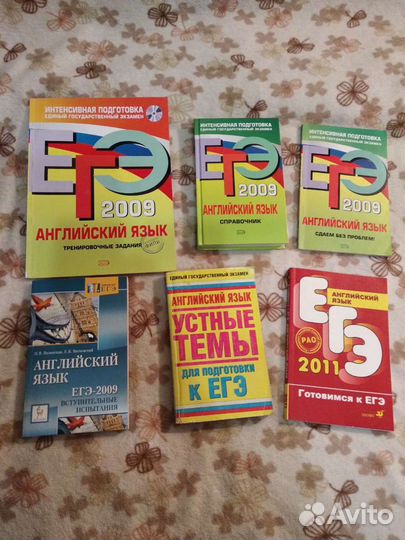 ИНТЕНСИВНАЯ ПОДГОТОВКА
ЕДИНЫЙ ГОСУДАРСТВЕННЫЙ ЭКЗАМЕН
ЕГЭ
2009
АНГЛИЙСКИЙ ЯЗЫК
ТРЕНИРОВОЧНЫЕ ЗАДАНИЯ
ИНТЕНСИВНАЯ ПОДГОТОВКА
ЕДИНЫЙ ГОСУДАРСТВЕННЫЙ ЭКЗАМЕН
ЕГЭ
2009
АНГЛИЙСКИЙ ЯЗЫК
СПРАВОЧНИК
ИНТЕНСИВНАЯ ПОДГОТОВКА
ЕДИНЫЙ ГОСУДАРСТВЕННЫЙ ЭКЗАМЕН
ЕГЭ
2009
АНГЛИЙСКИЙ ЯЗЫК
СДАЕМ БЕЗ ПРОБЛЕМ!
АНГЛИЙСКИЙ
ЯЗЫК
ЕГЭ-2009
ВСТУПИТЕЛЬНЫЕ
ИСПЫТАНИЯ
ЕДИНЫЙ ГОСУДАРСТВЕННЫЙ ЭКЗАМЕН
АНГЛИЙСКИЙ ЯЗЫК
УСТНЫЕ
ТЕМЫ
ДЛЯ ПОДГОТОВКИ
К ЕГЭ
АНГЛИЙСКИЙ
ЯЗЫК
ЕГЭ
РАО
2011
Готовимся к ЕГЭ
Avito